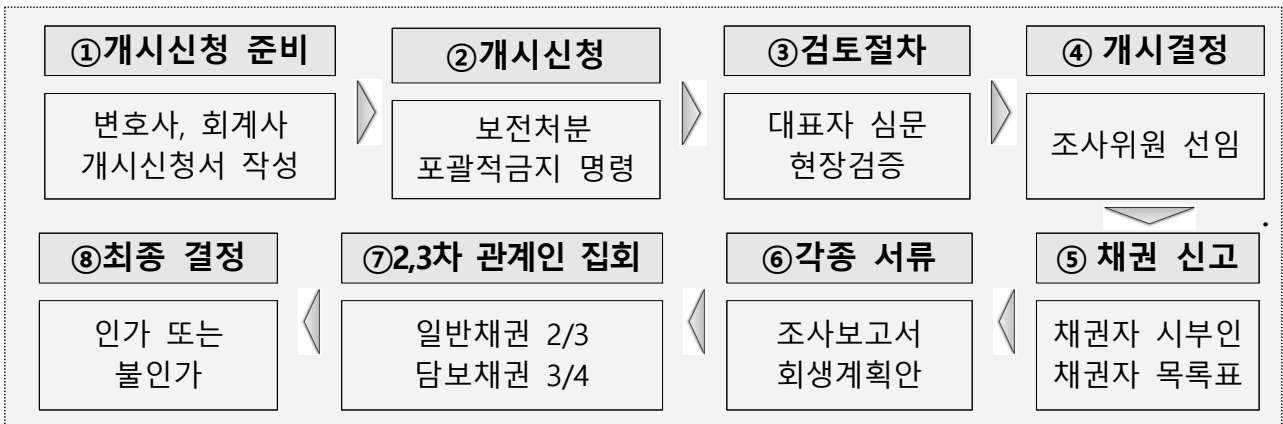 ①개시신청 준비
변호사, 회계사
개시신청서 작성
②개시신청
보전처분
포괄적금지 명령
③검토절차
대표자 심문
현장검증
④ 개시결정
조사위원 선임
⑤ 채권 신고
채권자 시부인
채권자 목록표
⑥각종 서류
조사보고서
회생계획안
⑦2,3차 관계인 집회
일반채권 2/3
담보채권 3/4
⑧최종 결정
인가 또는
불인가